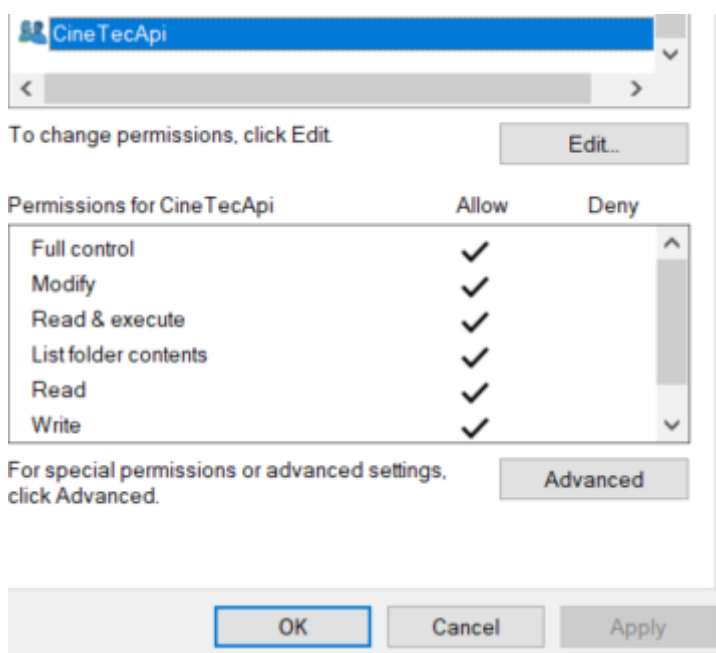 CineTecApi
To change permissions, click Edit.
Edit...
Permissions for CineTecApi
Allow
Deny
Full control
Modify
Read & execute
List folder contents
Read
Write
For special permissions or advanced settings,
click Advanced.
Advanced
OK
Cancel
Apply